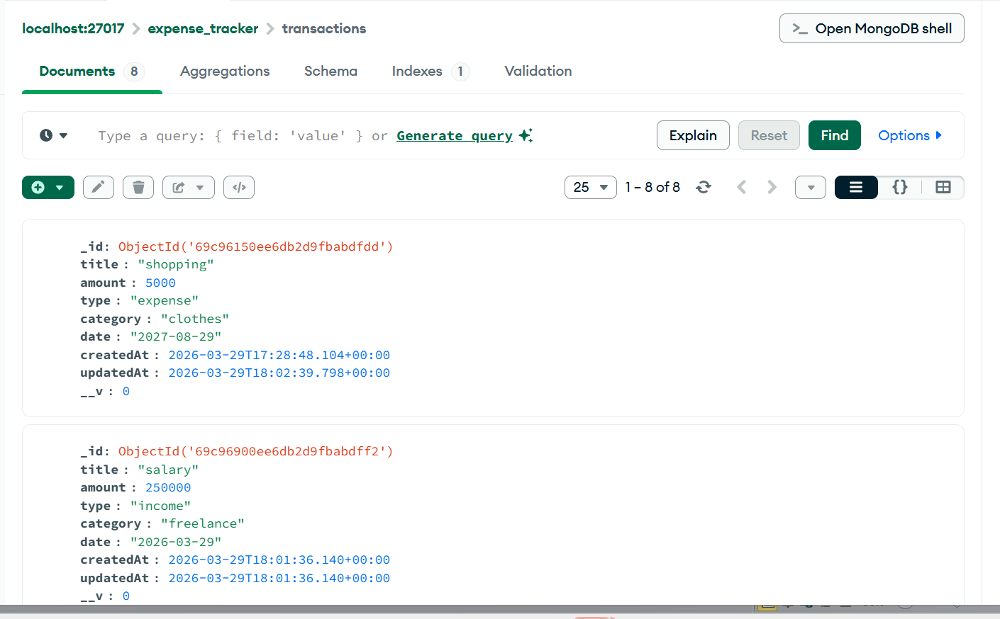 localhost:27017 > expense_tracker > transactions
>_ Open MongoDB shell
Documents 8 Aggregations Schema Indexes 1 Validation
Type a query: { field: 'value' } or Generate query
Explain Reset Find Options
25 1 – 8 of 8
_id: ObjectId('69c96150ee6db2d9fbabdfdd')
title : "shopping"
amount : 5000
type : "expense"
category : "clothes"
date : "2027-08-29"
createdAt : 2026-03-29T17:28:48.104+00:00
updatedAt : 2026-03-29T18:02:39.798+00:00
__v : 0
_id: ObjectId('69c96900ee6db2d9fbabdff2')
title : "salary"
amount : 250000
type : "income"
category : "freelance"
date : "2026-03-29"
createdAt : 2026-03-29T18:01:36.140+00:00
updatedAt : 2026-03-29T18:01:36.140+00:00
__v : 0